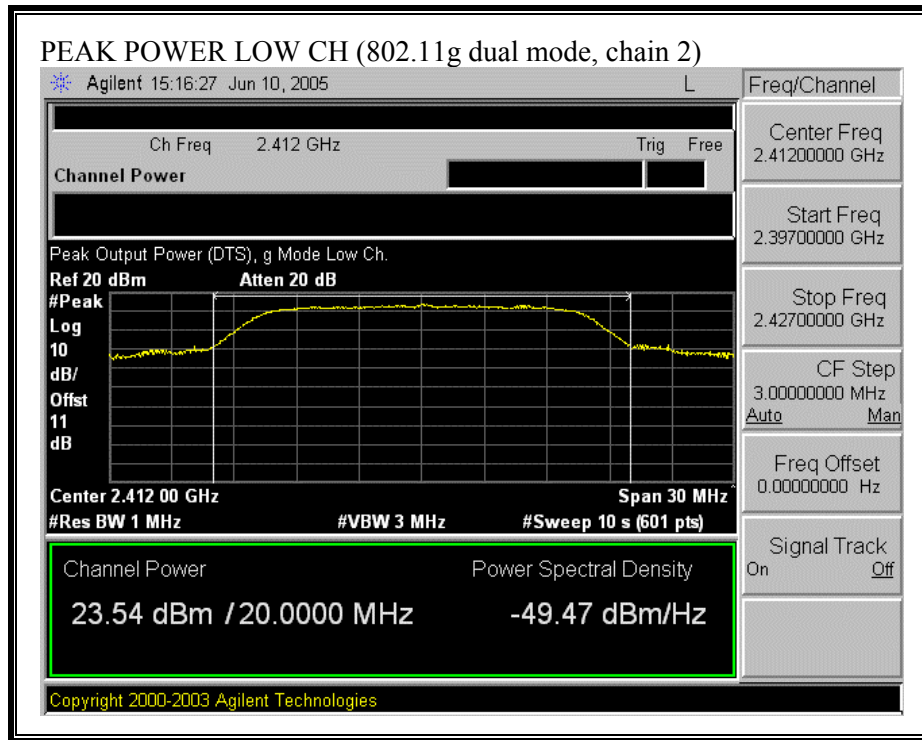 PEAK POWER LOW CH (802.11g dual mode, chain 2)
Agilent 15:16:27 Jun 10, 2005 L
Freq/Channel
Ch Freq 2.412 GHz Trig Free
Channel Power
Peak Output Power (DTS), g Mode Low Ch.
Ref 20 dBm Atten 20 dB
#Peak
Log
10
dB/
Offst
11
dB
Center 2.412 00 GHz Span 30 MHz
#Res BW 1 MHz #VBW 3 MHz #Sweep 10 s (601 pts)
Channel Power Power Spectral Density
23.54 dBm / 20.0000 MHz -49.47 dBm/Hz
Copyright 2000-2003 Agilent Technologies
Center Freq
2.41200000 GHz
Start Freq
2.39700000 GHz
Stop Freq
2.42700000 GHz
CF Step
3.00000000 MHz
Auto Man
Freq Offset
0.00000000 Hz
Signal Track
On Off